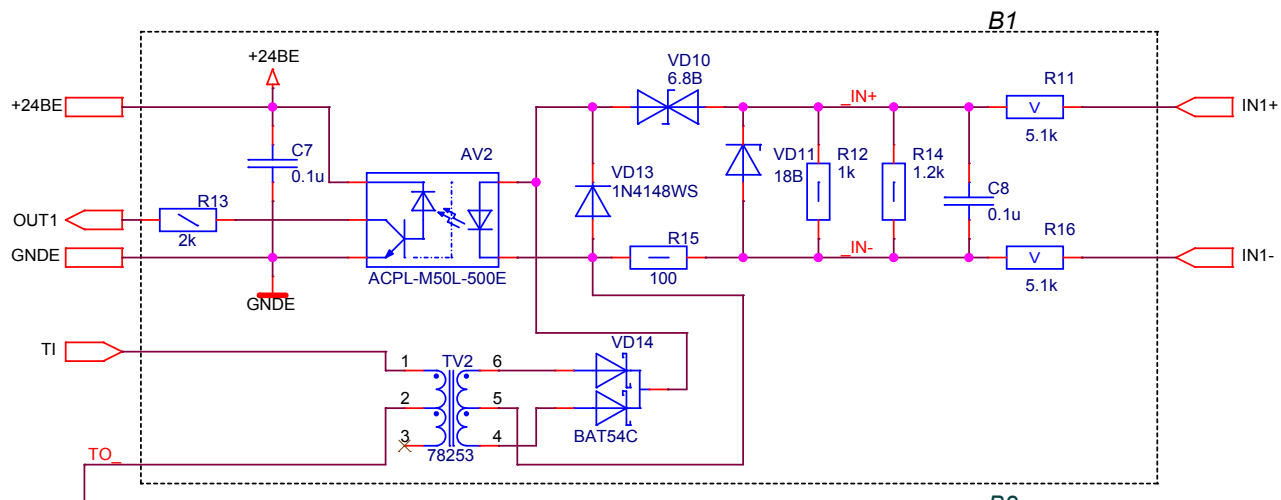 B1
+24BE
VD10
6.8В
R11
+24BE
_IN+
V
IN1+
5.1k
AV2
C7
0.1u
VD13
1N4148WS
VD11
18В
R12
1k
R14
1.2k
C8
0.1u
R13
OUT1
2k
R15
R16
GNDE
_IN-
V
IN1-
ACPL-M50L-500E
100
5.1k
GNDE
TI
VD14
1
TV2
6
2
5
3
4
BAT54C
TO_
78253